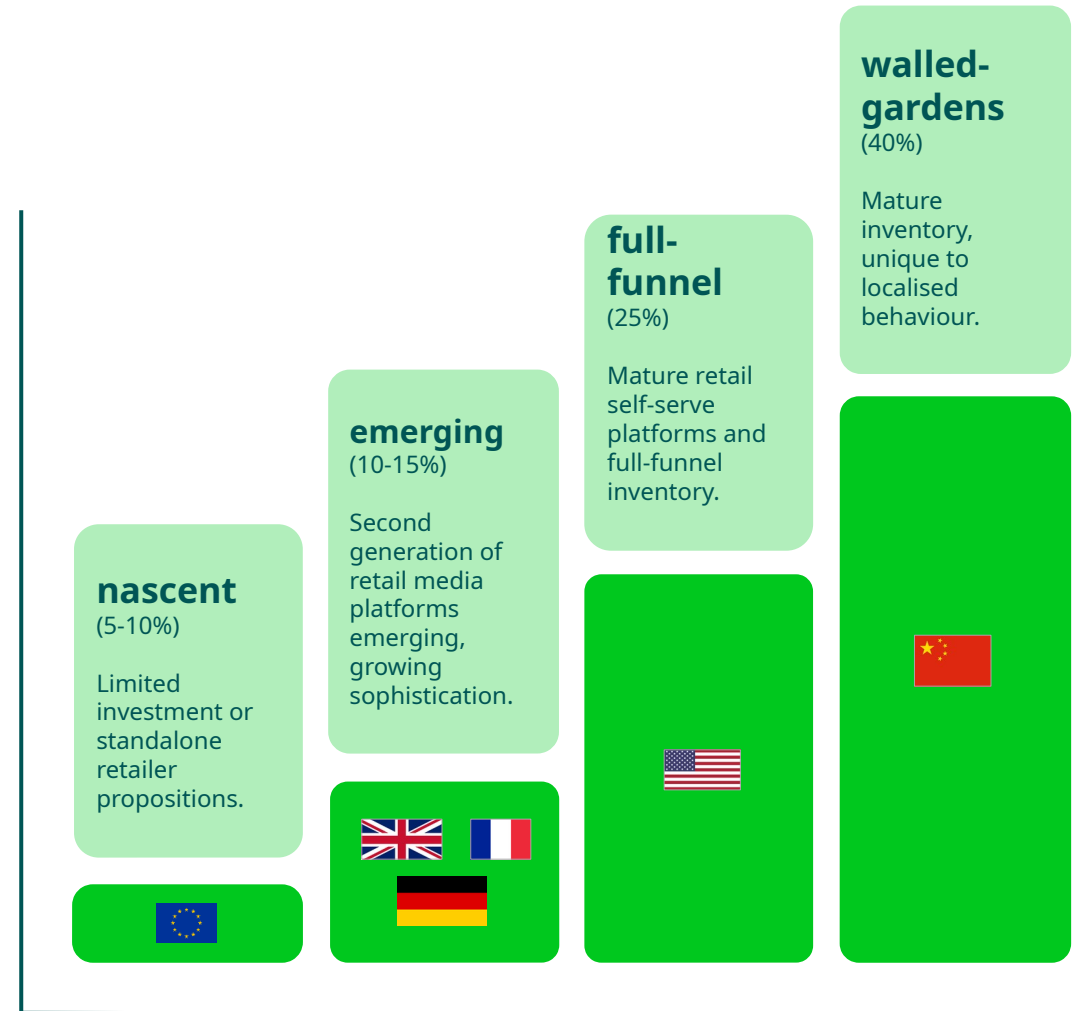 nascent
(5-10%)
Limited
investment or
standalone
retailer
propositions.
emerging
(10-15%)
Second
generation of
retail media
platforms
emerging,
growing
sophistication.
full-
funnel
(25%)
Mature retail
self-serve
platforms and
full-funnel
inventory.
walled-
gardens
(40%)
Mature
inventory,
unique to
localised
behaviour.